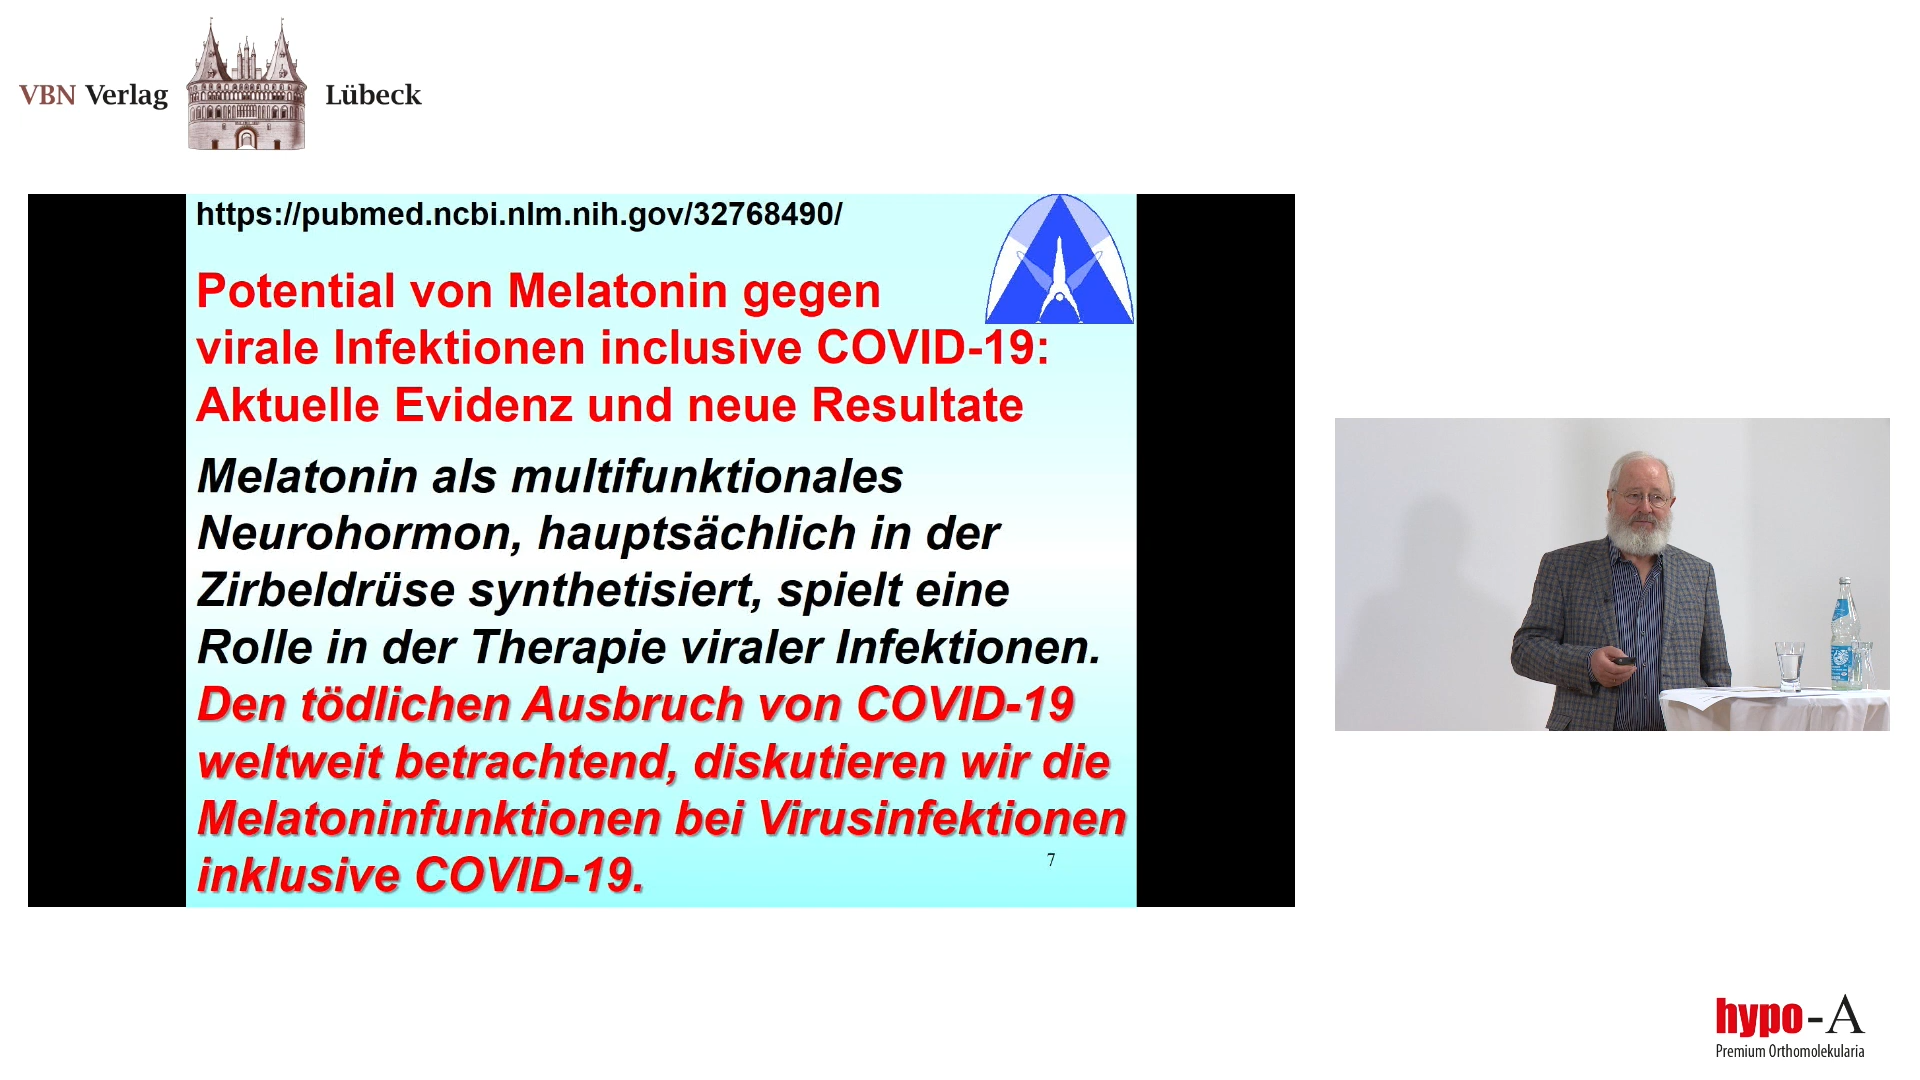 VBN Verlag Lübeck
https://pubmed.ncbi.nlm.nih.gov/32768490/
Potential von Melatonin gegen
virale Infektionen inclusive COVID-19:
Aktuelle Evidenz und neue Resultate
Melatonin als multifunktionales
Neurohormon, hauptsächlich in der
Zirbeldrüse synthetisiert, spielt eine
Rolle in der Therapie viraler Infektionen.
Den tödlichen Ausbruch von COVID-19
weltweit betrachtend, diskutieren wir die
Melatoninfunktionen bei Virusinfektionen
inklusive COVID-19.
7
hypo-A
Premium Orthomolekularia